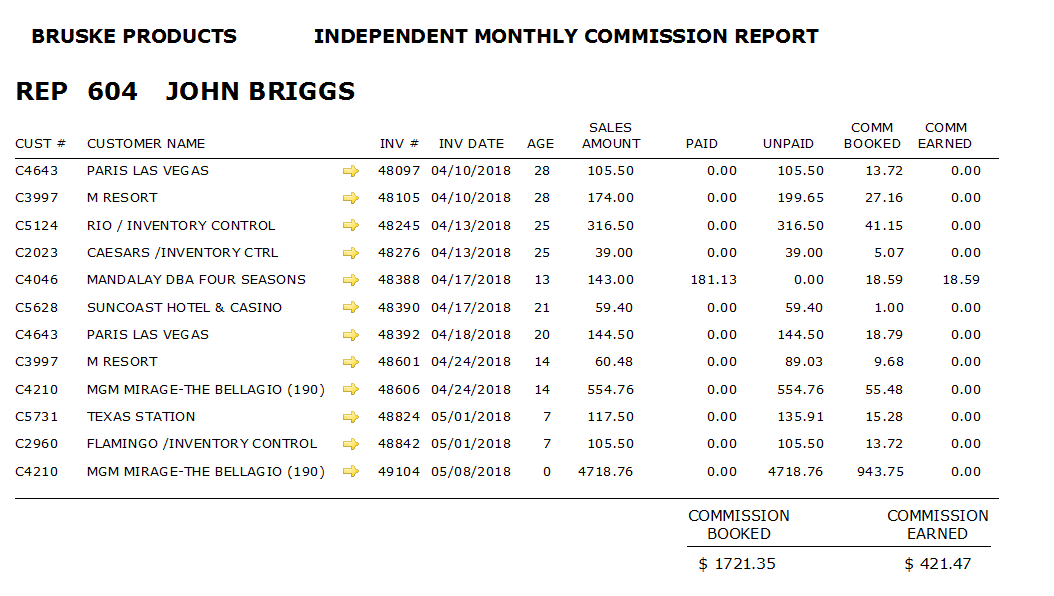 BRUSKE PRODUCTS INDEPENDENT MONTHLY COMMISSION REPORT
REP 604 JOHN BRIGGS
SALES COMM COMM
CUST # CUSTOMER NAME INV # INV DATE AGE AMOUNT PAID UNPAID BOOKED EARNED
C4643 PARIS LAS VEGAS 48097 04/10/2018 28 105.50 0.00 105.50 13.72 0.00
C3997 M RESORT 48105 04/10/2018 28 174.00 0.00 199.65 27.16 0.00
C5124 RIO / INVENTORY CONTROL 48245 04/13/2018 25 316.50 0.00 316.50 41.15 0.00
C2023 CAESARS /INVENTORY CTRL 48276 04/13/2018 25 39.00 0.00 39.00 5.07 0.00
C4046 MANDALAY DBA FOUR SEASONS 48388 04/17/2018 13 143.00 181.13 0.00 18.59 18.59
C5628 SUNCOAST HOTEL & CASINO 48390 04/17/2018 21 59.40 0.00 59.40 1.00 0.00
C4643 PARIS LAS VEGAS 48392 04/18/2018 20 144.50 0.00 144.50 18.79 0.00
C3997 M RESORT 48601 04/24/2018 14 60.48 0.00 89.03 9.68 0.00
C4210 MGM MIRAGE-THE BELLAGIO (190) 48606 04/24/2018 14 554.76 0.00 554.76 55.48 0.00
C5731 TEXAS STATION 48824 05/01/2018 7 117.50 0.00 135.91 15.28 0.00
C2960 FLAMINGO /INVENTORY CONTROL 48842 05/01/2018 7 105.50 0.00 105.50 13.72 0.00
C4210 MGM MIRAGE-THE BELLAGIO (190) 49104 05/08/2018 0 4718.76 0.00 4718.76 943.75 0.00
COMMISSION COMMISSION
BOOKED EARNED
$ 1721.35 $ 421.47